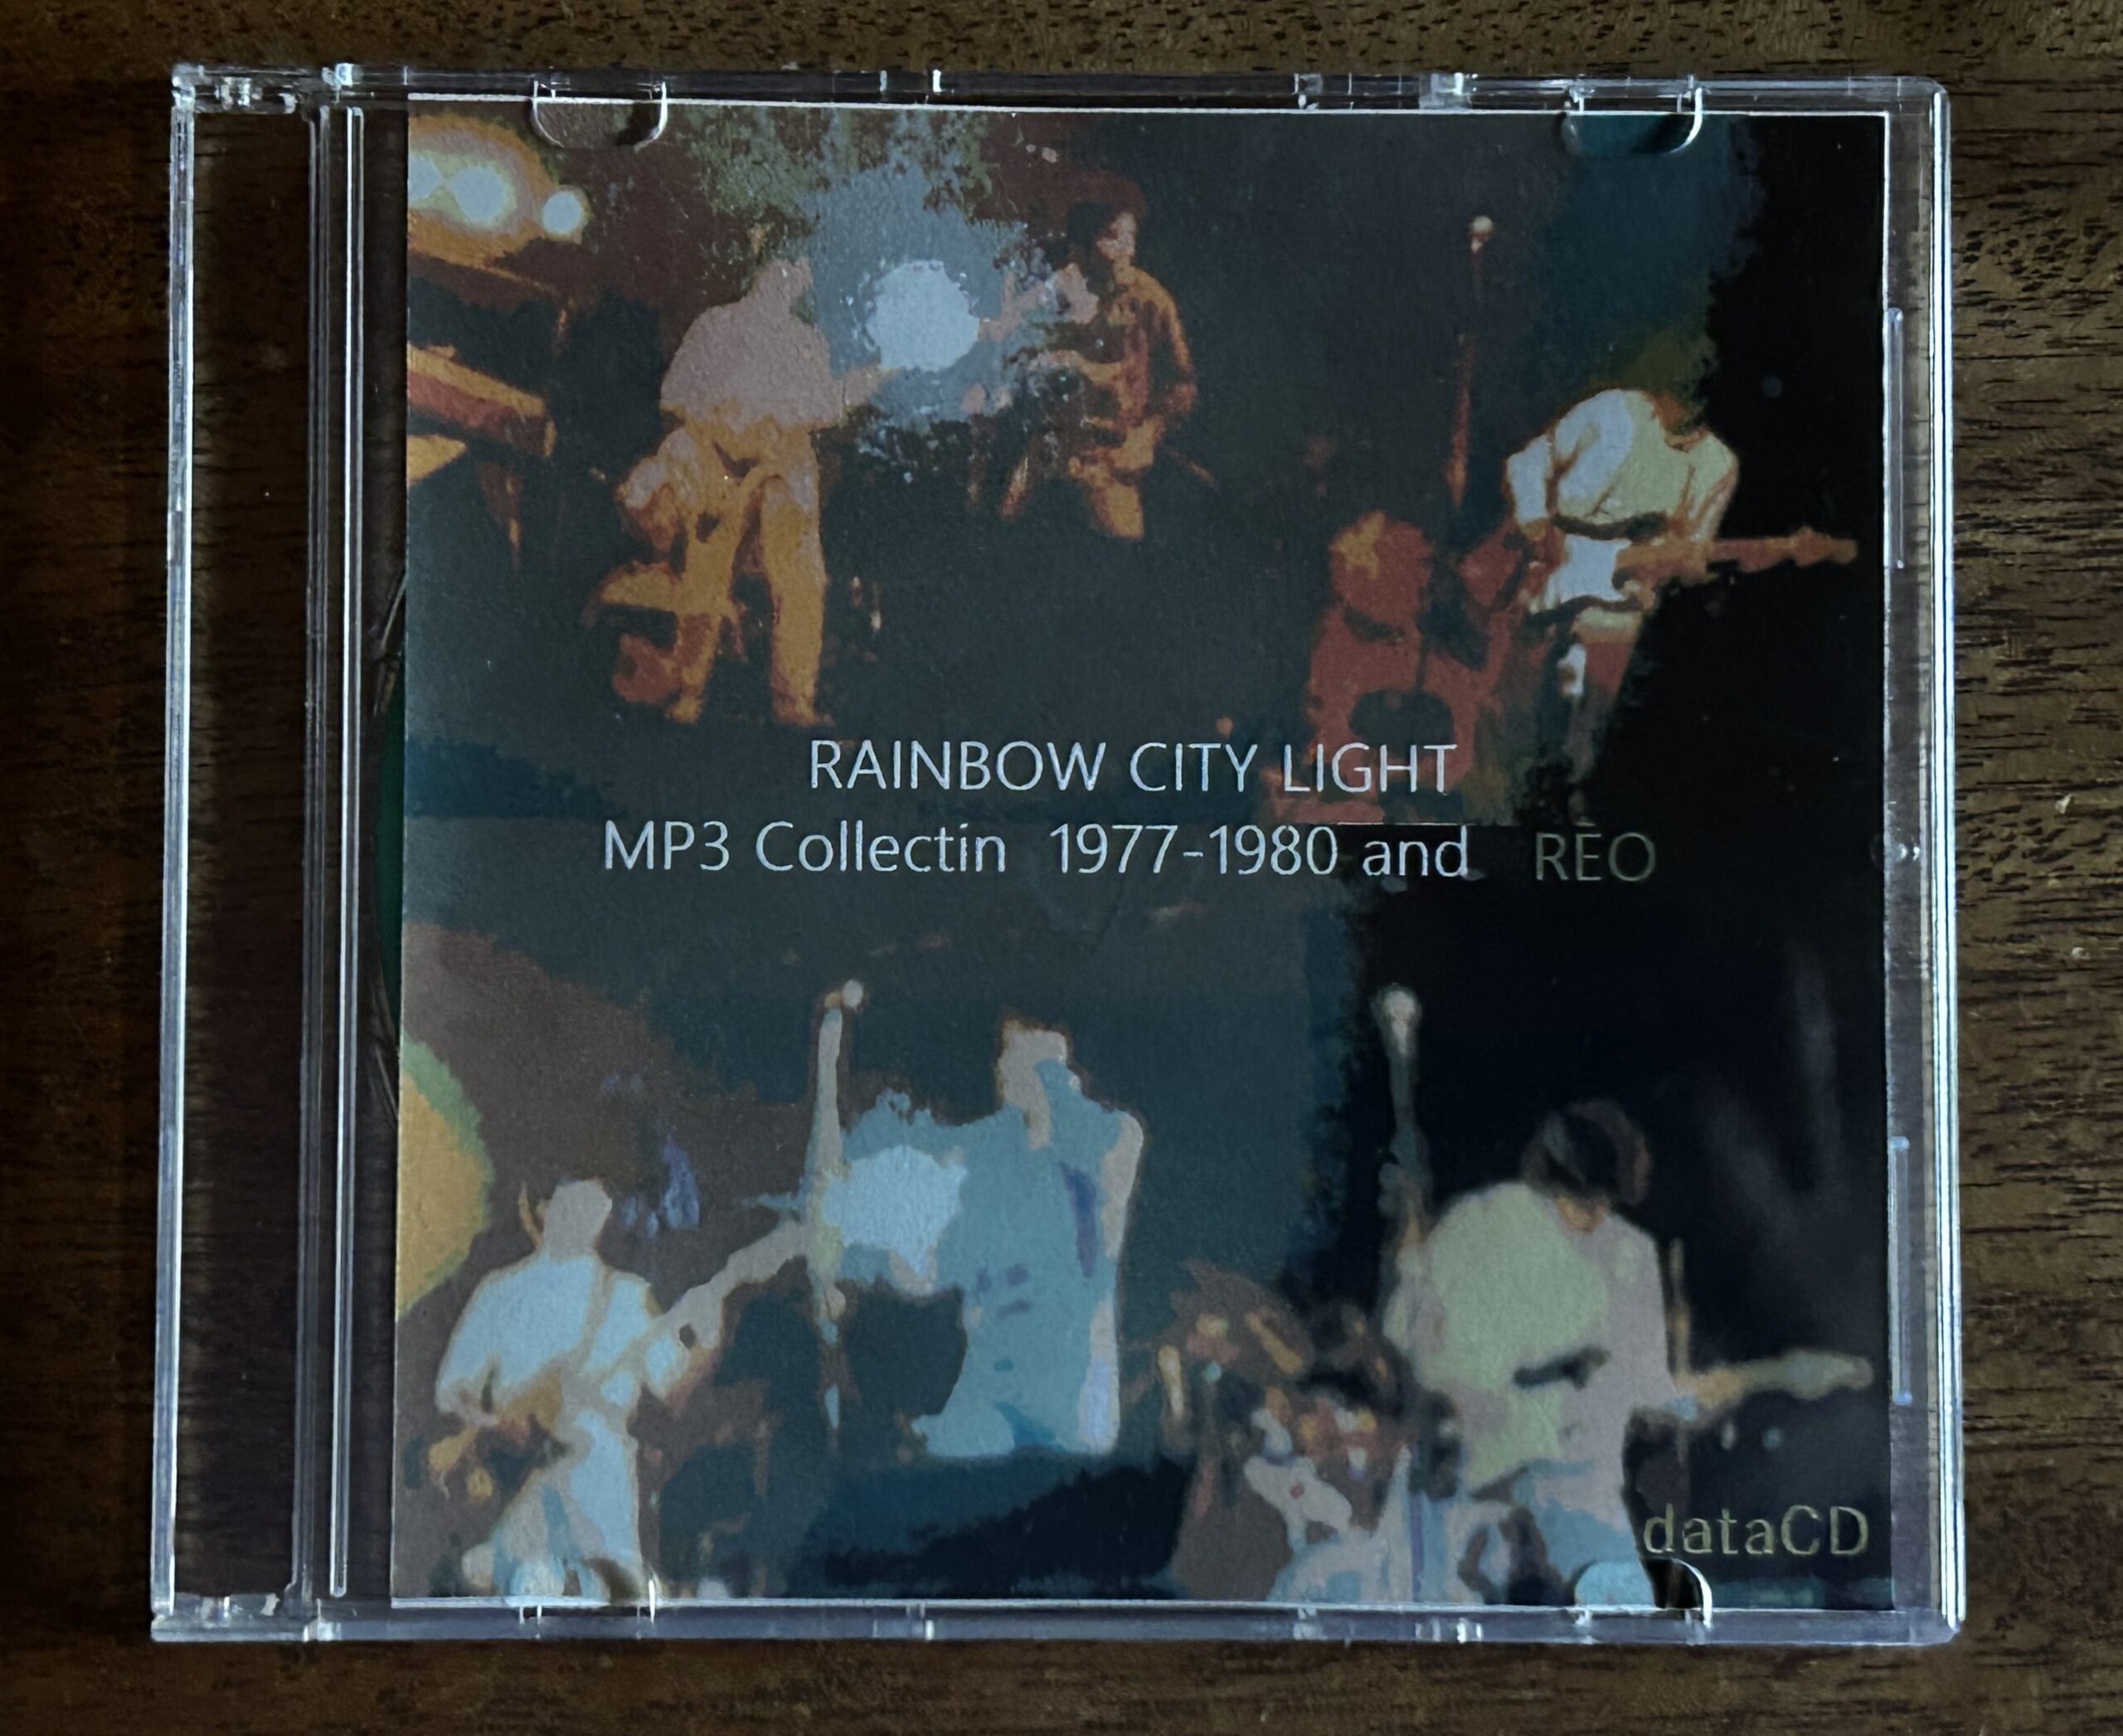 RAINBOW CITY LIGHT
MP3 Collectin 1977-1980 and REO
dataCD